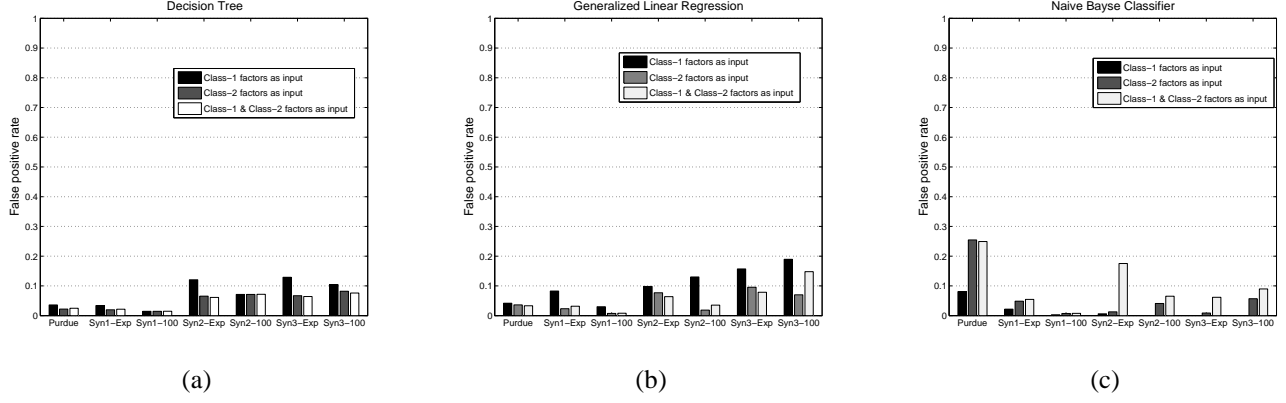 Decision Tree
False positive rate
1
0.9
0.8
0.7
0.6
0.5
0.4
0.3
0.2
0.1
0
Class−1 factors as input
Class−2 factors as input
Class−1 & Class−2 factors as input
Purdue Syn1−Exp Syn1−100 Syn2−Exp Syn2−100 Syn3−Exp Syn3−100
(a)
Generalized Linear Regression
False positive rate
1
0.9
0.8
0.7
0.6
0.5
0.4
0.3
0.2
0.1
0
Class−1 factors as input
Class−2 factors as input
Class−1 & Class−2 factors as input
Purdue Syn1−Exp Syn1−100 Syn2−Exp Syn2−100 Syn3−Exp Syn3−100
(b)
Naive Bayse Classifier
False positive rate
1
0.9
0.8
0.7
0.6
0.5
0.4
0.3
0.2
0.1
0
Class−1 factors as input
Class−2 factors as input
Class−1 & Class−2 factors as input
Purdue Syn1−Exp Syn1−100 Syn2−Exp Syn2−100 Syn3−Exp Syn3−100
(c)